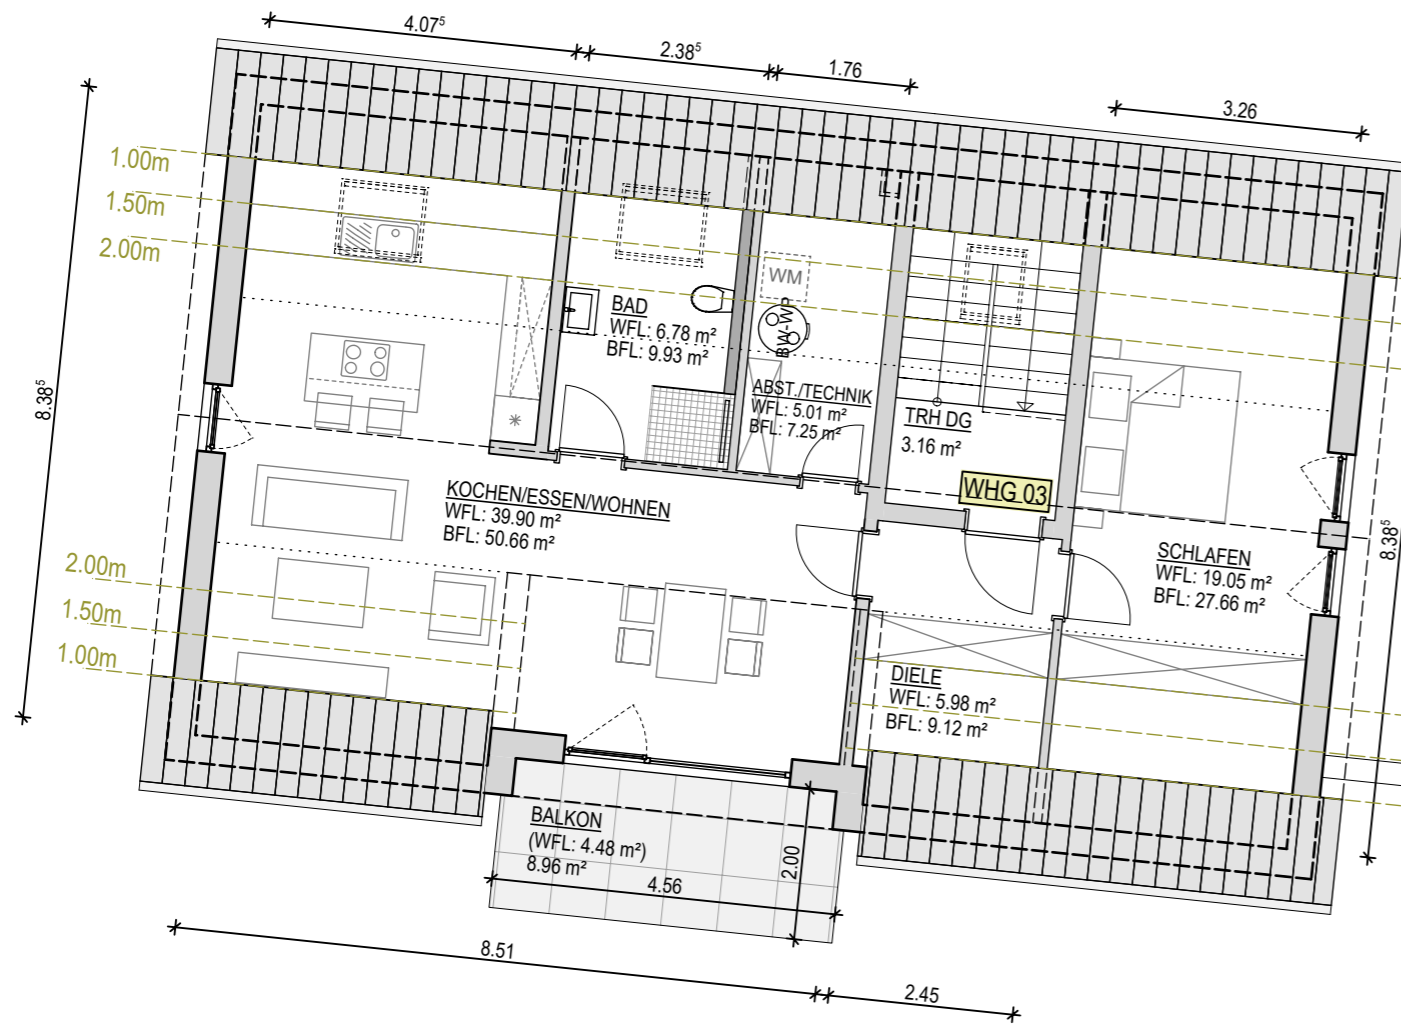 4.07⁵
2.38⁵
1.76
3.26
1.00m
1.50m
2.00m
8.38⁵
WM
BW-WP
BAD
WFL: 6.78 m²
BFL: 9.93 m²
ABST./TECHNIK
WFL: 5.01 m²
BFL: 7.25 m²
TRH DG
3.16 m²
WHG 03
KOCHEN/ESSEN/WOHNEN
WFL: 39.90 m²
BFL: 50.66 m²
SCHLAFEN
WFL: 19.05 m²
BFL: 27.66 m²
8.38⁵
2.00m
1.50m
1.00m
DIELE
WFL: 5.98 m²
BFL: 9.12 m²
BALKON
(WFL: 4.48 m²)
8.96 m²
2.00
4.56
8.51
2.45